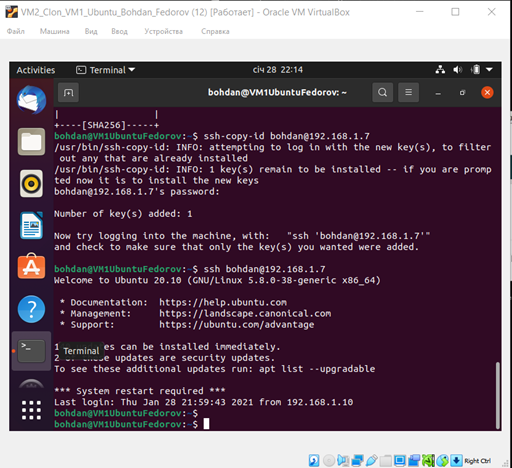 VM2_Clon_VM1_Ubuntu_Bohdan_Fedorov (12) [Работает] - Oracle VM VirtualBox
Файл Машина Вид Ввод Устройства Справка
Activities Terminal січ 28 22:14
bohdan@VM1UbuntuFedorov: ~
| |
+----[SHA256]-----+
bohdan@VM1UbuntuFedorov:~$ ssh-copy-id bohdan@192.168.1.7
/usr/bin/ssh-copy-id: INFO: attempting to log in with the new key(s), to filter
out any that are already installed
/usr/bin/ssh-copy-id: INFO: 1 key(s) remain to be installed -- if you are promp
ted now it is to install the new keys
bohdan@192.168.1.7's password:
Number of key(s) added: 1
Now try logging into the machine, with: "ssh 'bohdan@192.168.1.7'"
and check to make sure that only the key(s) you wanted were added.
bohdan@VM1UbuntuFedorov:~$ ssh bohdan@192.168.1.7
Welcome to Ubuntu 20.10 (GNU/Linux 5.8.0-38-generic x86_64)
* Documentation: https://help.ubuntu.com
* Management: https://landscape.canonical.com
* Support: https://ubuntu.com/advantage
can be installed immediately.
Terminal
2 updates are security updates.
To see these additional updates run: apt list --upgradable
*** System restart required ***
Last login: Thu Jan 28 21:59:43 2021 from 192.168.1.10
bohdan@VM1UbuntuFedorov:~$
bohdan@VM1UbuntuFedorov:~$
Right Ctrl